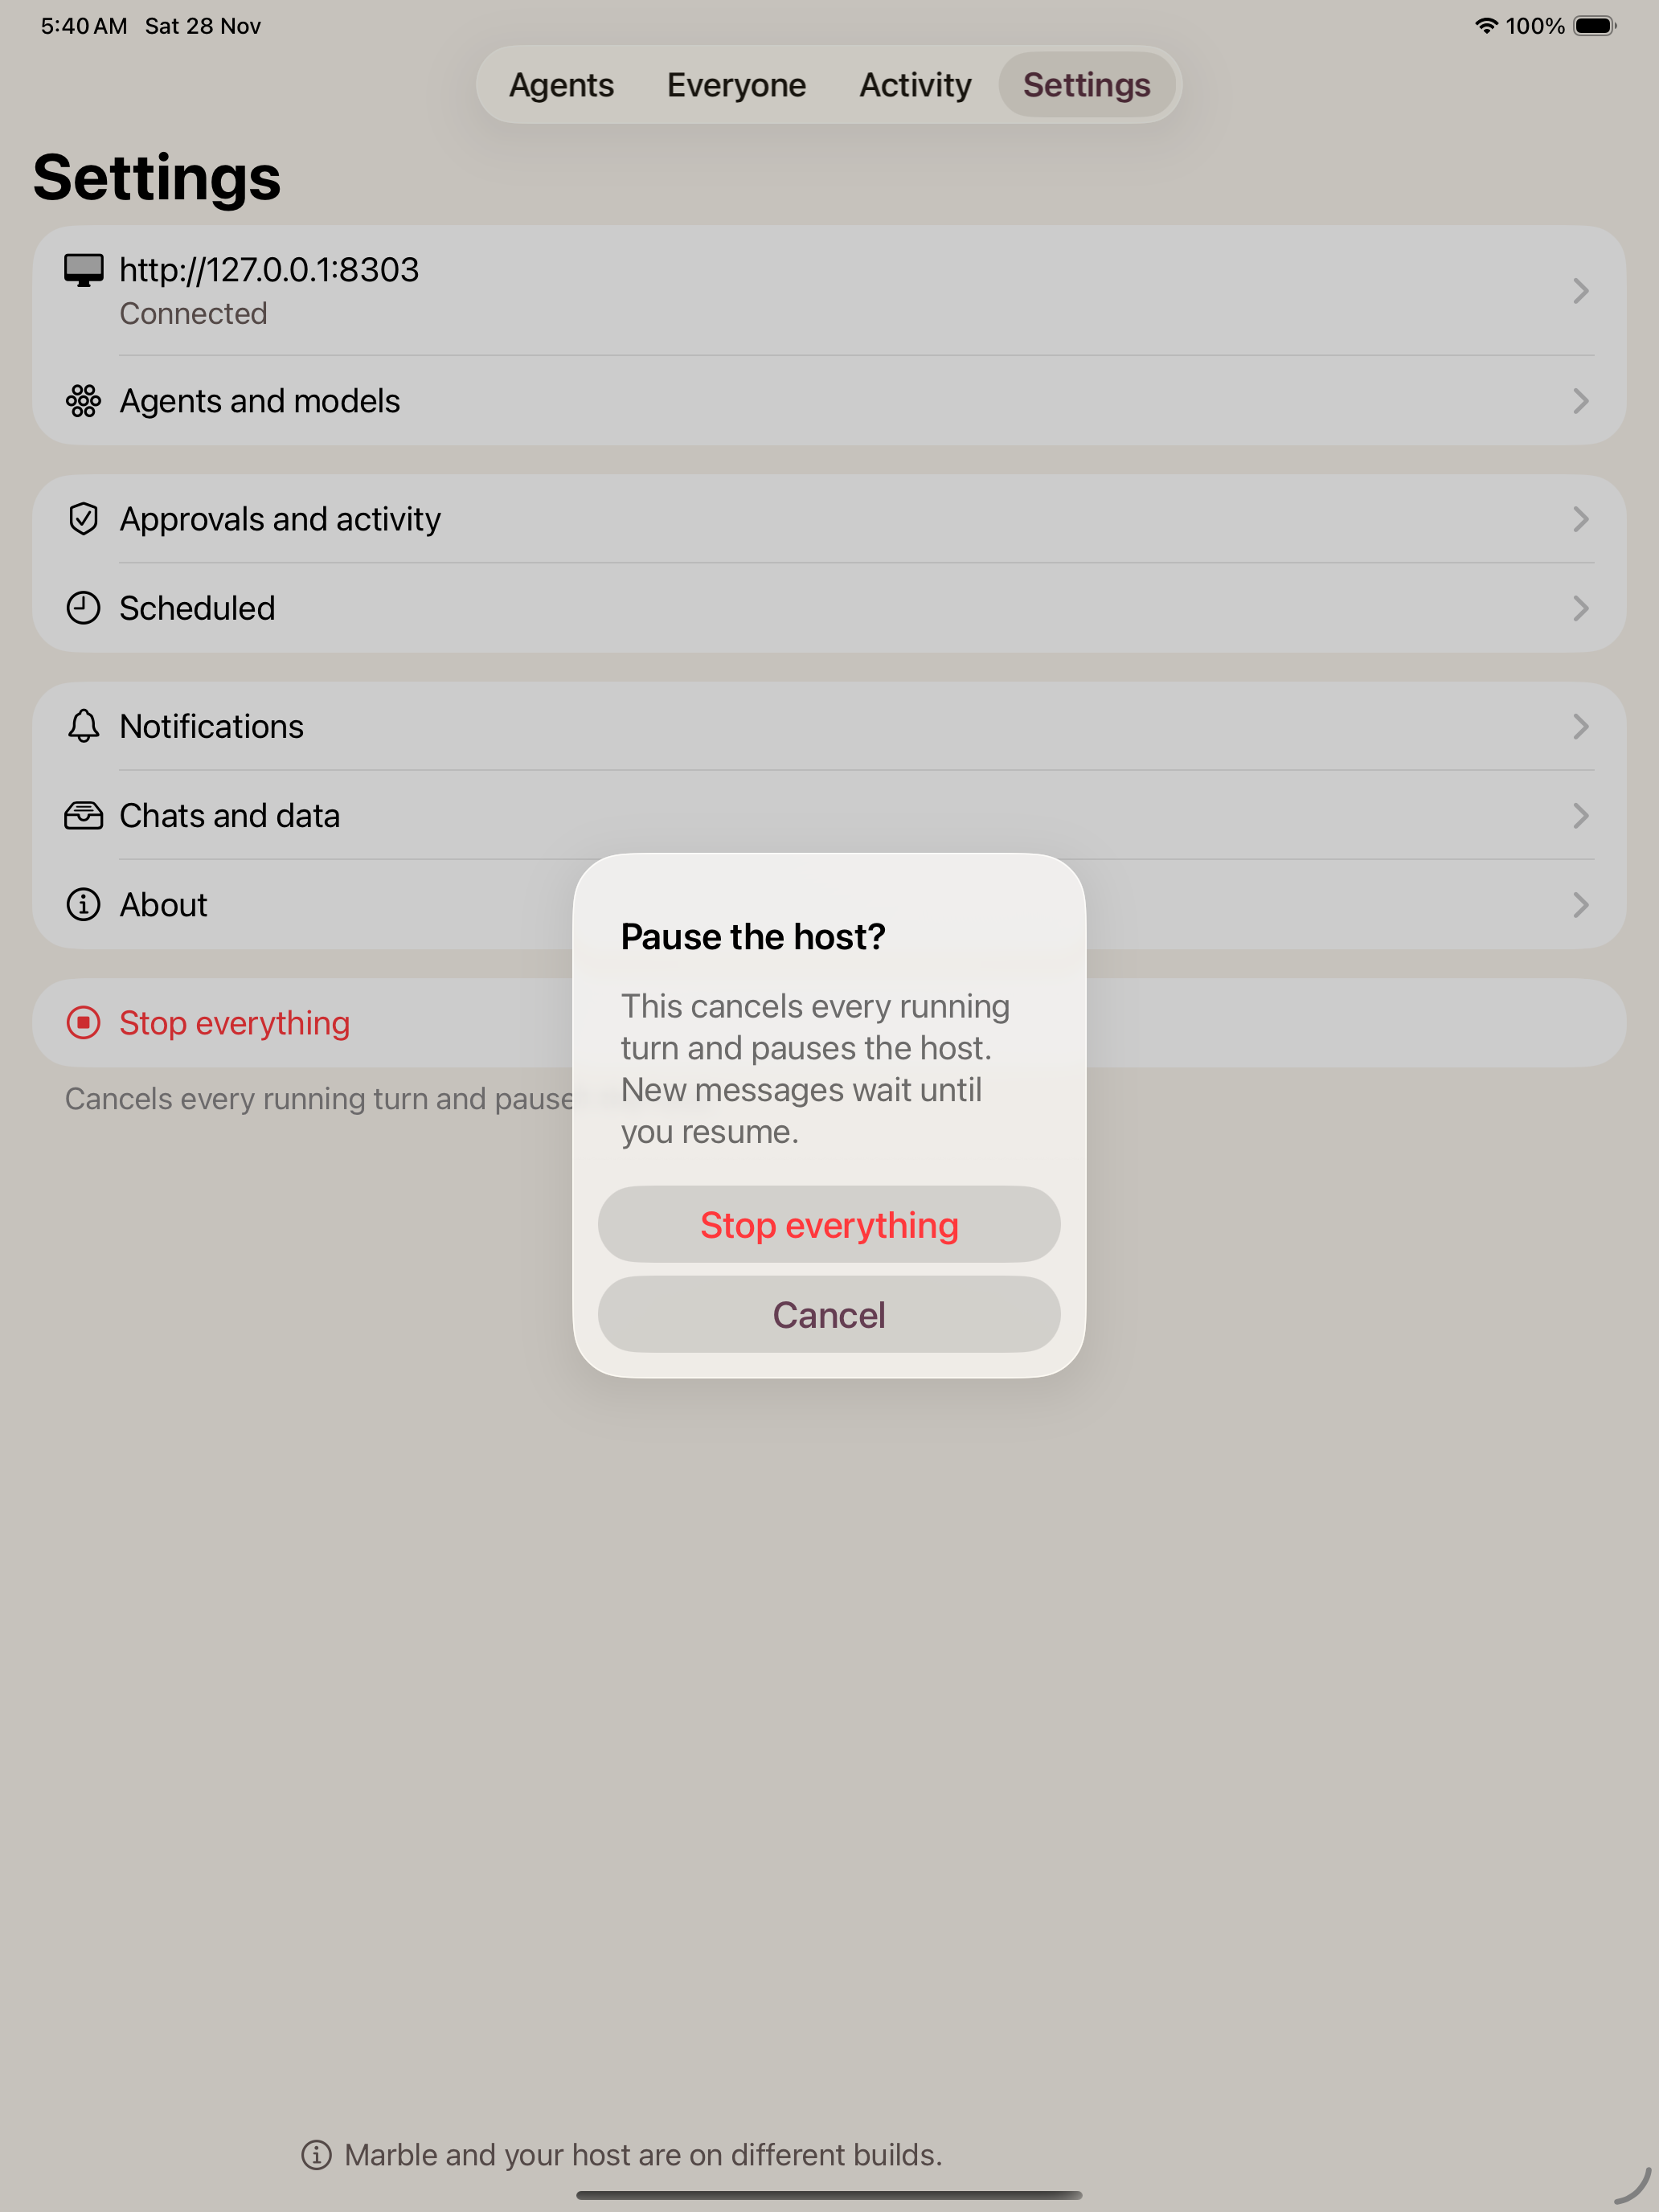 5:40 AM Sat 28 Nov
100%
Agents
Everyone
Activity
Settings
Settings
http://127.0.0.1:8303
Connected
Agents and models
Approvals and activity
Scheduled
Notifications
Chats and data
About
Stop everything
Cancels every running turn and
Pause the host?
This cancels every running
turn and pauses the host.
New messages wait until
you resume.
Stop everything
Cancel
Marble and your host are on different builds.